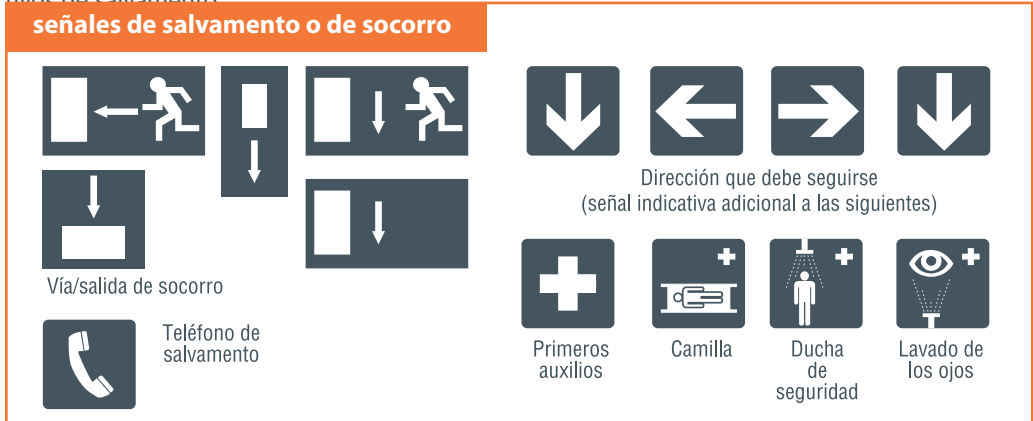 señales de salvamento o de socorro
Vía/salida de socorro
Teléfono de
salvamento
Dirección que debe seguirse
(señal indicativa adicional a las siguientes)
Primeros
auxilios
Camilla
Ducha
de
seguridad
Lavado de
los ojos